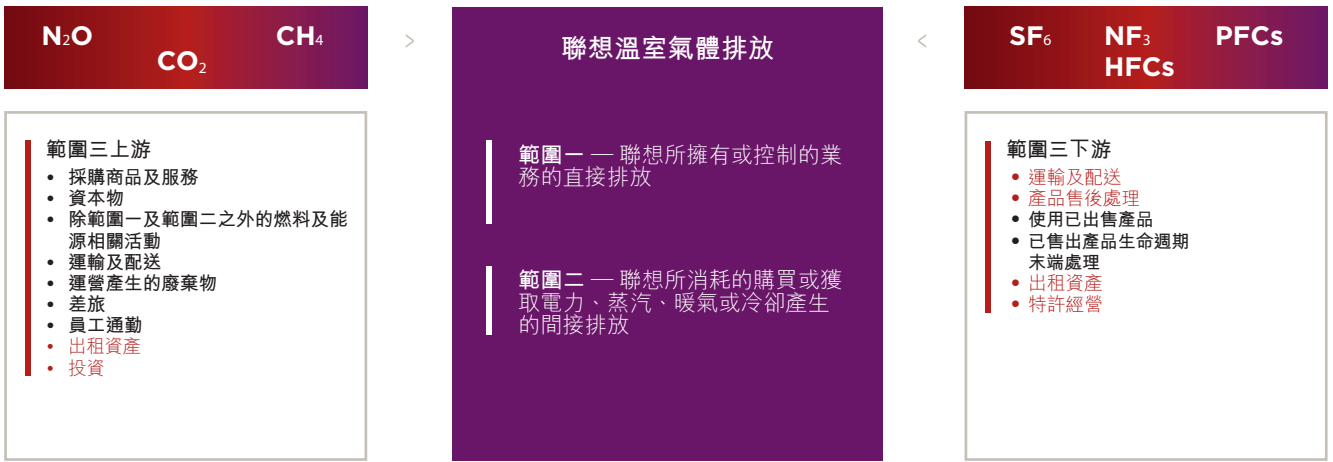 N₂O CH₄
CO₂
範圍三上游
• 採購商品及服務
• 資本物
• 除範圍一及範圍二之外的燃料及能
源相關活動
• 運輸及配送
• 運營產生的廢棄物
• 差旅
• 員工通勤
• 出租資產
• 投資
>
聯想溫室氣體排放
範圍一 — 聯想所擁有或控制的業
務的直接排放
範圍二 — 聯想所消耗的購買或獲
取電力、蒸汽、暖氣或冷卻產生
的間接排放
<
SF₆ NF₃ PFCs
HFCs
範圍三下游
• 運輸及配送
• 產品售後處理
• 使用已出售產品
• 已售出產品生命週期
末端處理
• 出租資產
• 特許經營